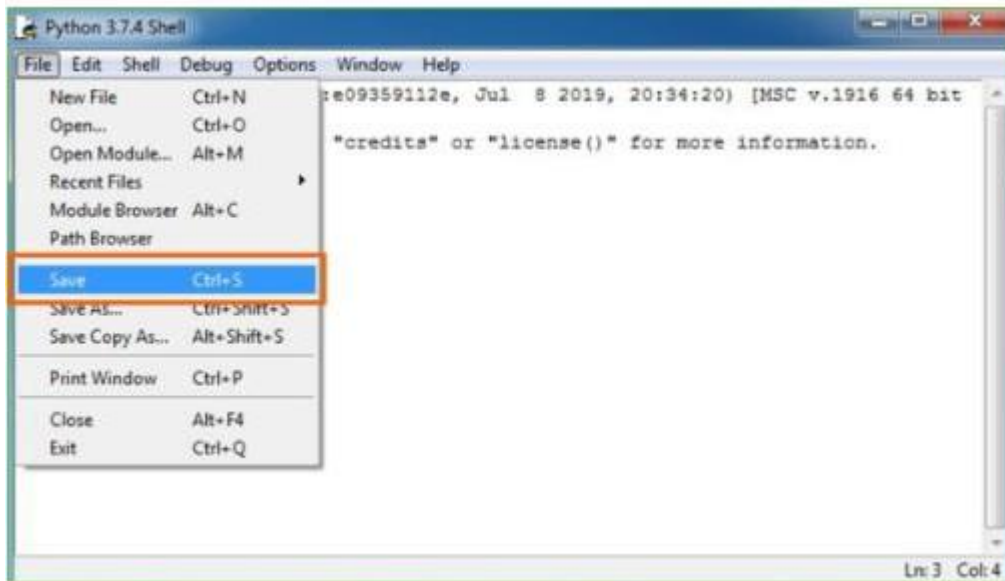 Python 3.7.4 Shell
File Edit Shell Debug Options Window Help
New File Ctrl+N
:e09359112e, Jul 8 2019, 20:34:20) [MSC v.1916 64 bit
Open... Ctrl+O
"credits" or "license()" for more information.
Open Module... Alt+M
Recent Files
Module Browser Alt+C
Path Browser
Save Ctrl+S
Save As... Ctrl+Shift+S
Save Copy As... Alt+Shift+S
Print Window Ctrl+P
Close Alt+F4
Exit Ctrl+Q
Ln: 3 Col: 4